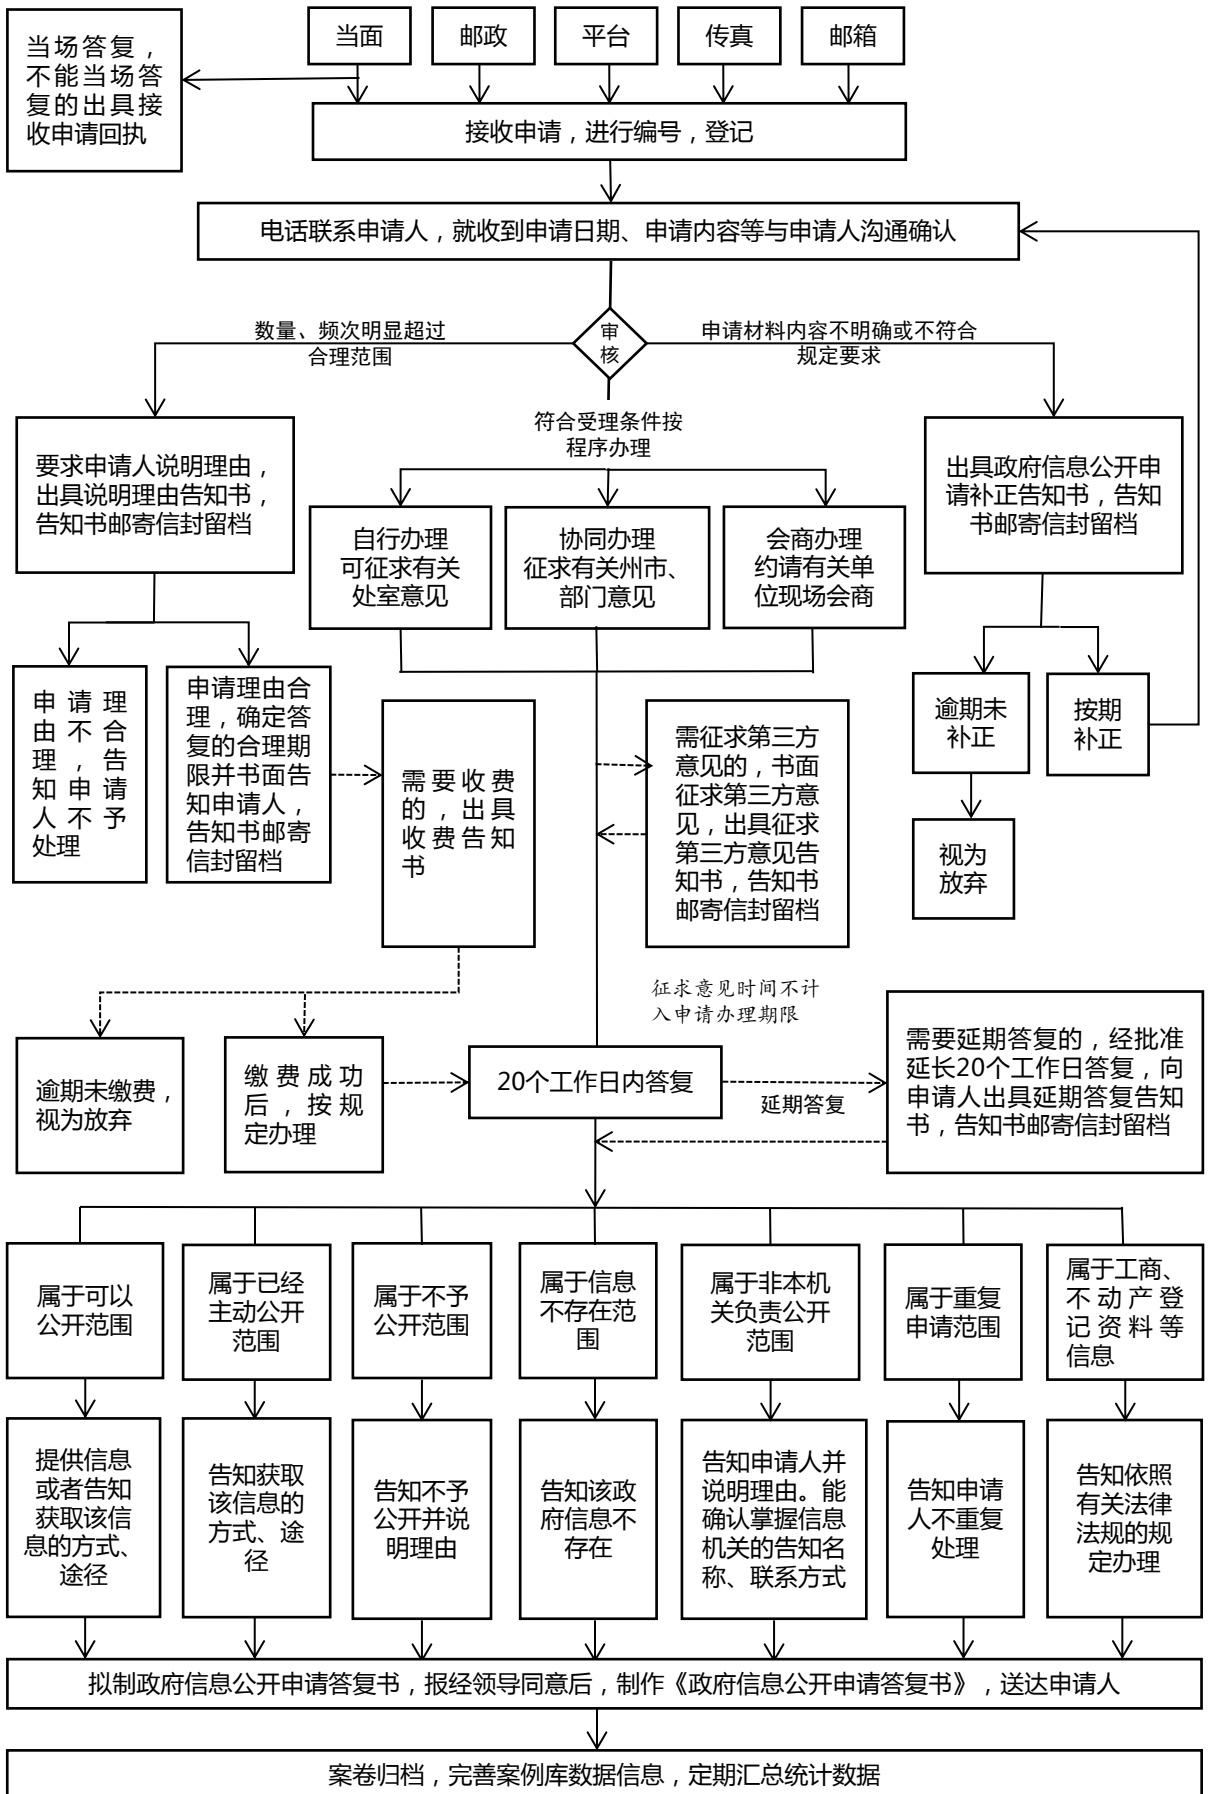 当场答复，
不能当场答
复的出具接
收申请回执
当面
邮政
平台
传真
邮箱
接收申请，进行编号，登记
电话联系申请人，就收到申请日期、申请内容等与申请人沟通确认
审
核
数量、频次明显超过
合理范围
申请材料内容不明确或不符合
规定要求
符合受理条件按
程序办理
要求申请人说明理由，
出具说明理由告知书，
告知书邮寄信封留档
自行办理
可征求有关
处室意见
协同办理
征求有关州市、
部门意见
会商办理
约请有关单
位现场会商
出具政府信息公开申
请补正告知书，告知
书邮寄信封留档
申请理
由不合
理，告
知申请
人不予
处理
申请理由合
理，确定答
复的合理期
限并书面告
知申请人，
告知书邮寄
信封留档
需要收费
的，出具
收费告知
书
需征求第三方
意见的，书面
征求第三方意
见，出具征求
第三方意见告
知书，告知书
邮寄信封留档
逾期未
补正
按期
补正
视为
放弃
征求意见时间不计
入申请办理期限
逾期未缴费，
视为放弃
缴费成功
后，按规
定办理
20个工作日内答复
延期答复
需要延期答复的，经批准
延长20个工作日答复，向
申请人出具延期答复告知
书，告知书邮寄信封留档
属于可以
公开范围
属于已经
主动公开
范围
属于不予
公开范围
属于信息
不存在范
围
属于非本机
关负责公开
范围
属于重复
申请范围
属于工商、
不动产登
记资料等
信息
提供信息
或者告知
获取该信
息的方式、
途径
告知获取
该信息的
方式、途
径
告知不予
公开并说
明理由
告知该政
府信息不
存在
告知申请人并
说明理由。能
确认掌握信息
机关的告知名
称、联系方式
告知申请
人不重复
处理
告知依照
有关法律
法规的规
定办理
拟制政府信息公开申请答复书，报经领导同意后，制作《政府信息公开申请答复书》，送达申请人
案卷归档，完善案例库数据信息，定期汇总统计数据